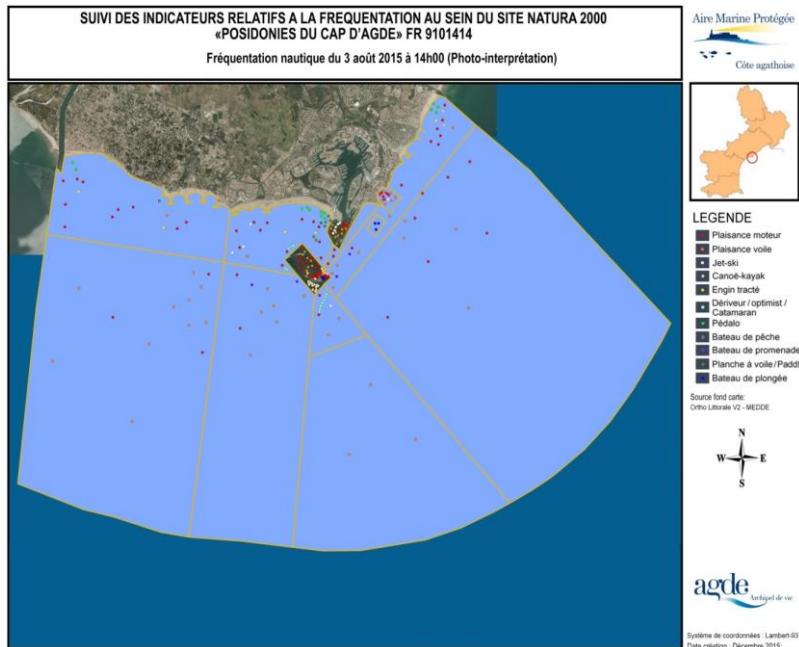 SUIVI DES INDICATEURS RELATIFS A LA FREQUENTATION AU SEIN DU SITE NATURA 2000
«POSIDONIES DU CAP D'AGDE» FR 9101414
Fréquentation nautique du 3 août 2015 à 14h00 (Photo-interprétation)
Aire Marine Protégée
Côte agathoise
LEGENDE
Plaisance moteur
Plaisance voile
Jet-ski
Canoë-kayak
Engin tracté
Dériveur / optimist /
Catamaran
Pédalo
Bateau de pêche
Bateau de promenade
Planche à voile/Paddl
Bateau de plongée
Source fond carte:
Ortho Littorale V2 - MEDDE
N
W E
S
agde
Archipel de vie
Système de coordonnées : Lambert-93
Date création : Décembre 2015